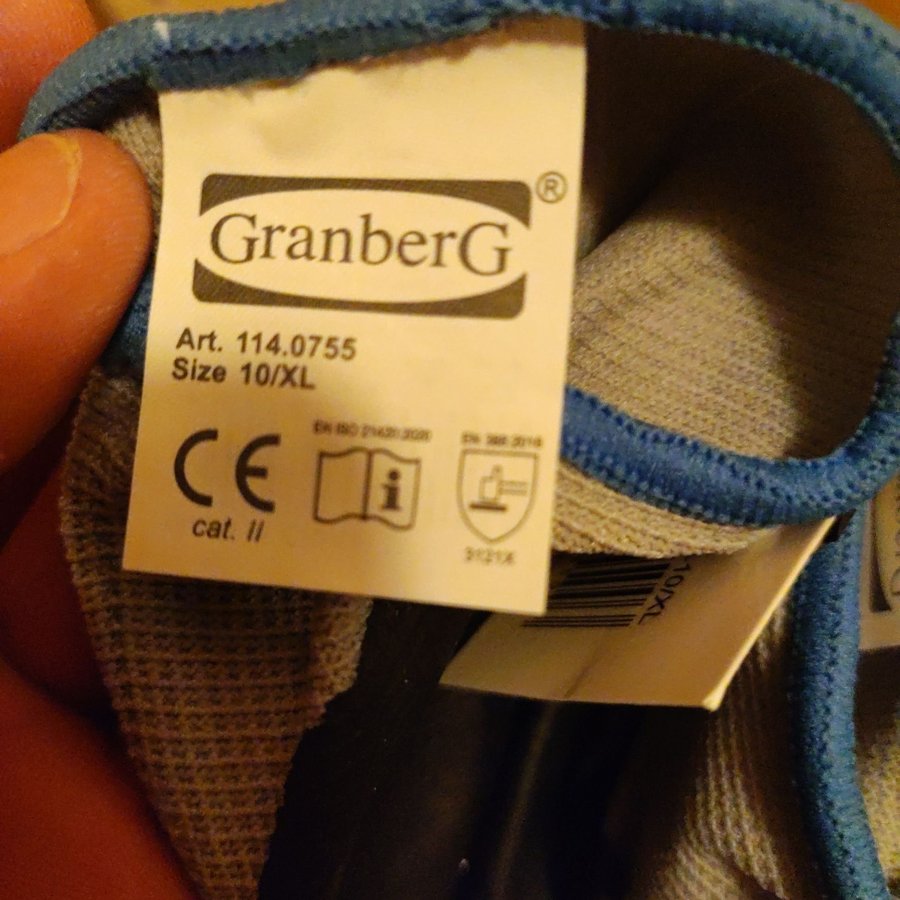 GranberG®
Art. 114.0755
Size 10/XL
CE
EN ISO 21420:2020
EN 388:2016
cat. II
3121X
10/XL